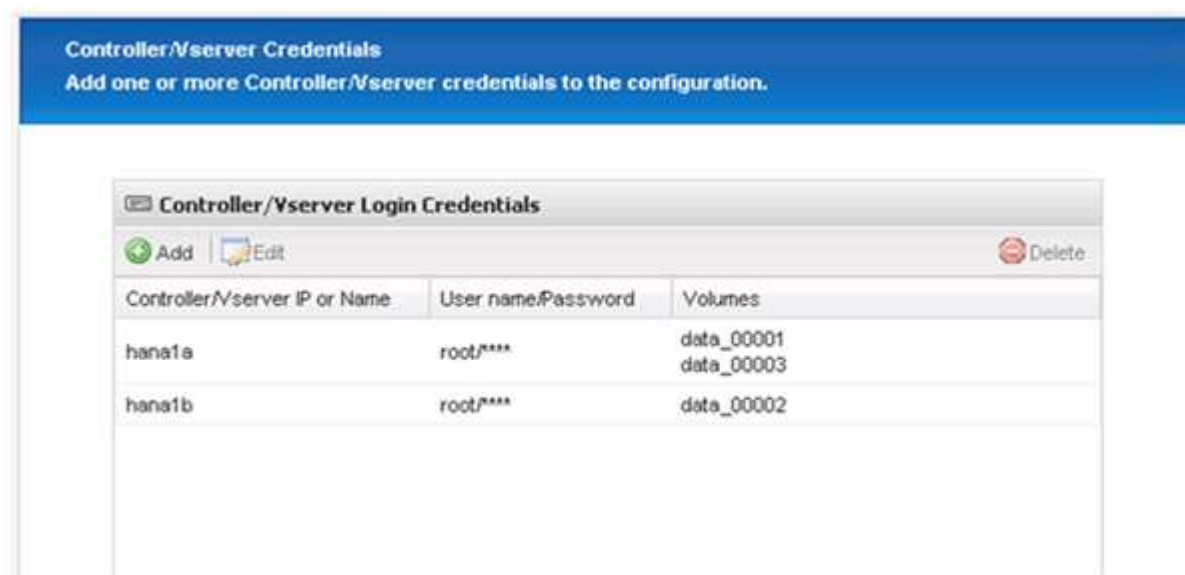 Controller/Vserver Credentials
Add one or more Controller/Vserver credentials to the configuration.
Controller/Vserver Login Credentials
Add Edit Delete
Controller/Vserver IP or Name User name/Password Volumes
hana1a root/**** data_00001
data_00003
hana1b root/**** data_00002